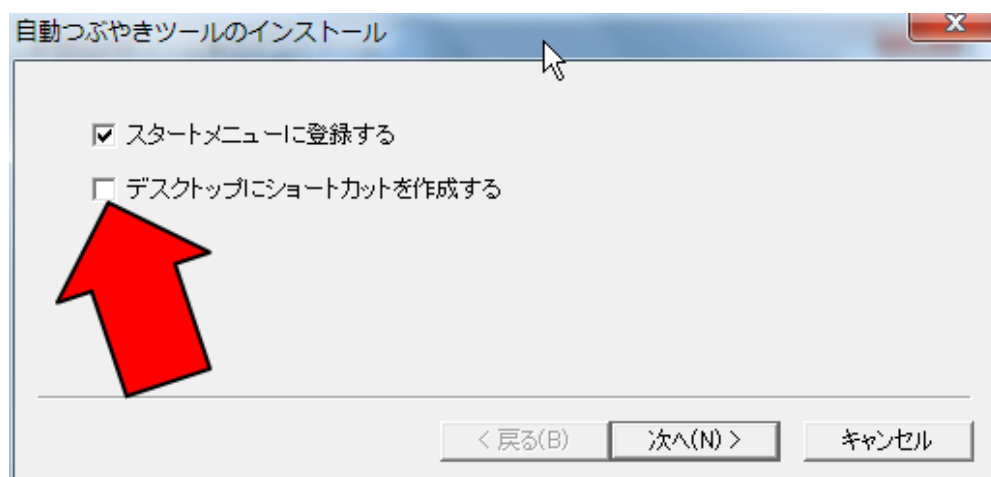 自動つぶやきツールのインストール
スタートメニューに登録する
デスクトップにショートカットを作成する
< 戻る(B)
次へ(N) >
キャンセル